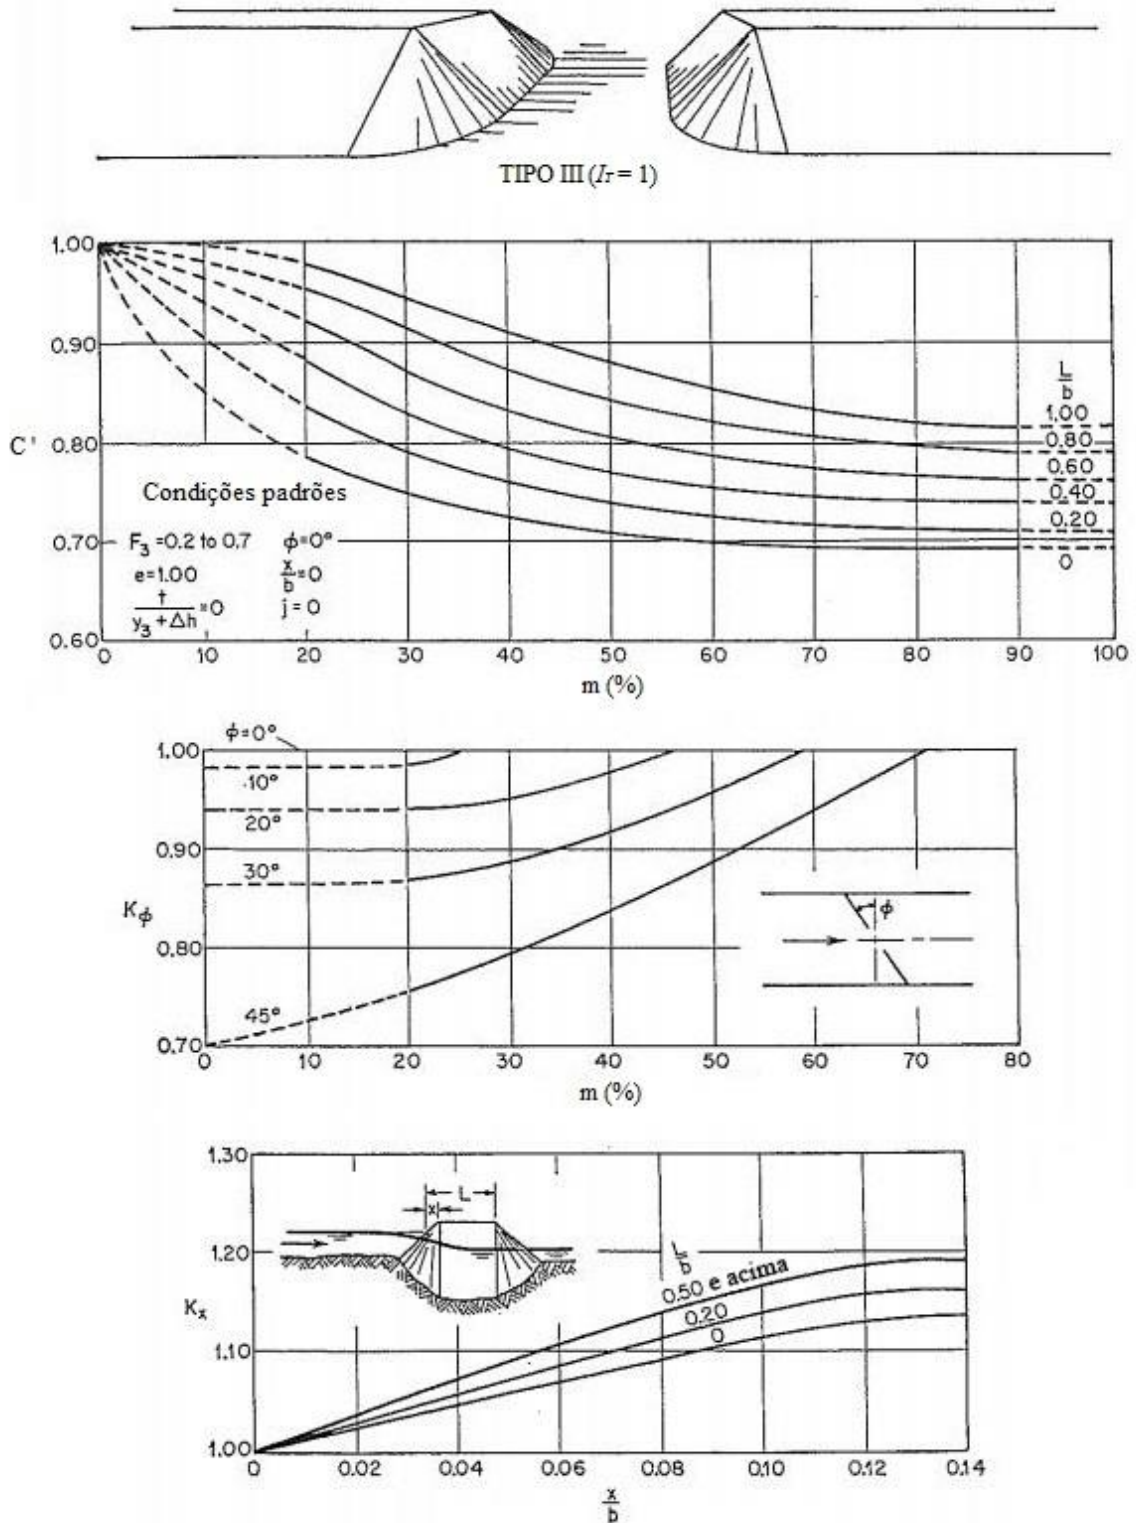 TIPO III (I_T = 1)
1.00
0.90
C'
0.80
0.70
0.60
L/b
1.00
0.80
0.60
0.40
0.20
0
Condições padrões
F₃ =0.2 to 0.7 ϕ=0°
e=1.00 x/b=0
t/(y₃ + Δh) =0 j=0
0 10 20 30 40 50 60 70 80 90 100
m (%)
ϕ=0°
1.00
10°
20°
0.90
30°
K_ϕ
ϕ
0.80
45°
0.70
0 10 20 30 40 50 60 70 80
m (%)
1.30
L
x
1.20
L/b
0.50 e acima
0.20
0
K_x
1.10
1.00
0 0.02 0.04 0.06 0.08 0.10 0.12 0.14
x/b